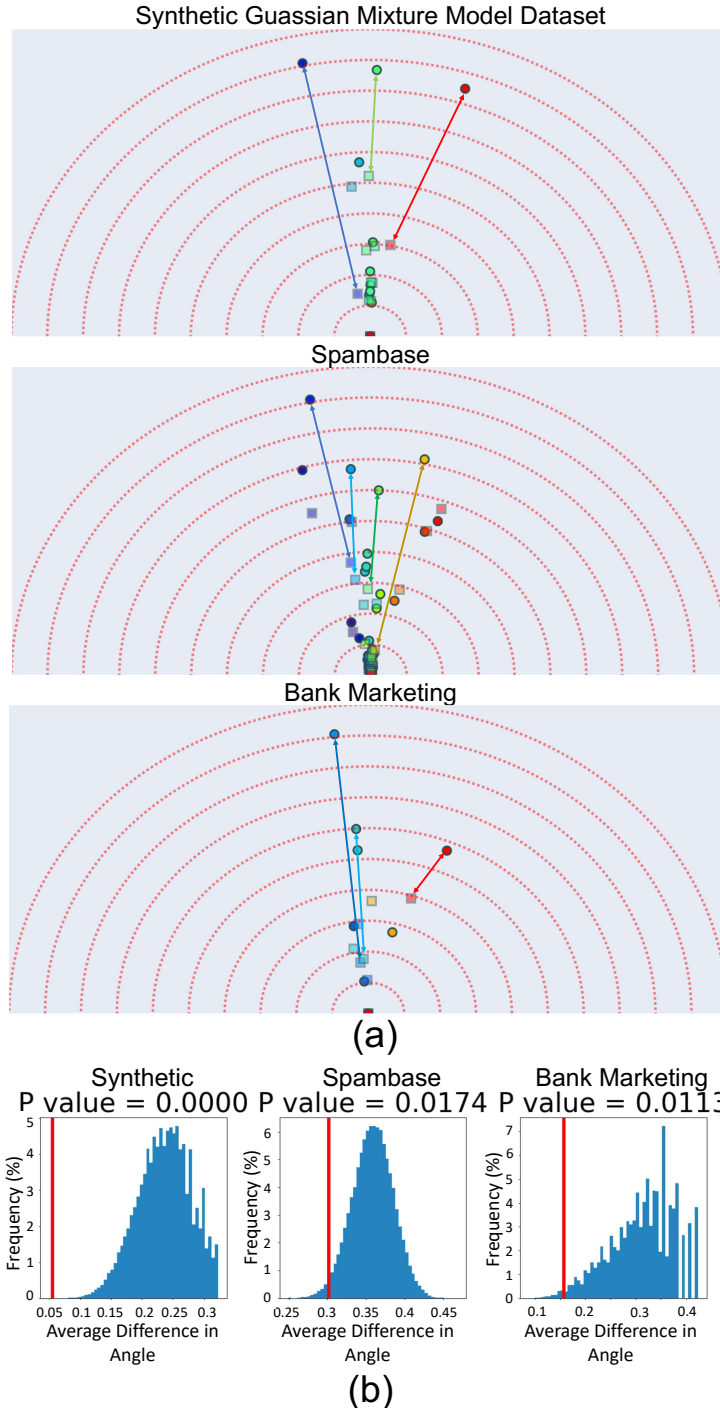 Synthetic Guassian Mixture Model Dataset
Spambase
Bank Marketing
(a)
Synthetic Spambase Bank Marketing
P value = 0.0000 P value = 0.0174 P value = 0.0113
Frequency (%) Frequency (%) Frequency (%)
5 6 7
4 5 6
3 4 5
2 3 4
1 2 3
0 1 2
0 1
0
0.05 0.1 0.2 0.25 0.3 0.25 0.3 0.35 0.4 0.45 0.1 0.2 0.3 0.4
Average Difference in Average Difference in Average Difference in
Angle Angle Angle
(b)